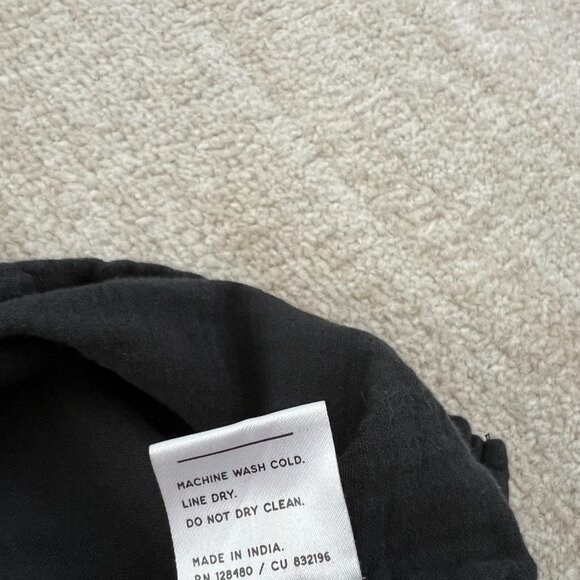 MACHINE WASH COLD.
LINE DRY.
DO NOT DRY CLEAN.
MADE IN INDIA.
RN 128480 / CU 832196